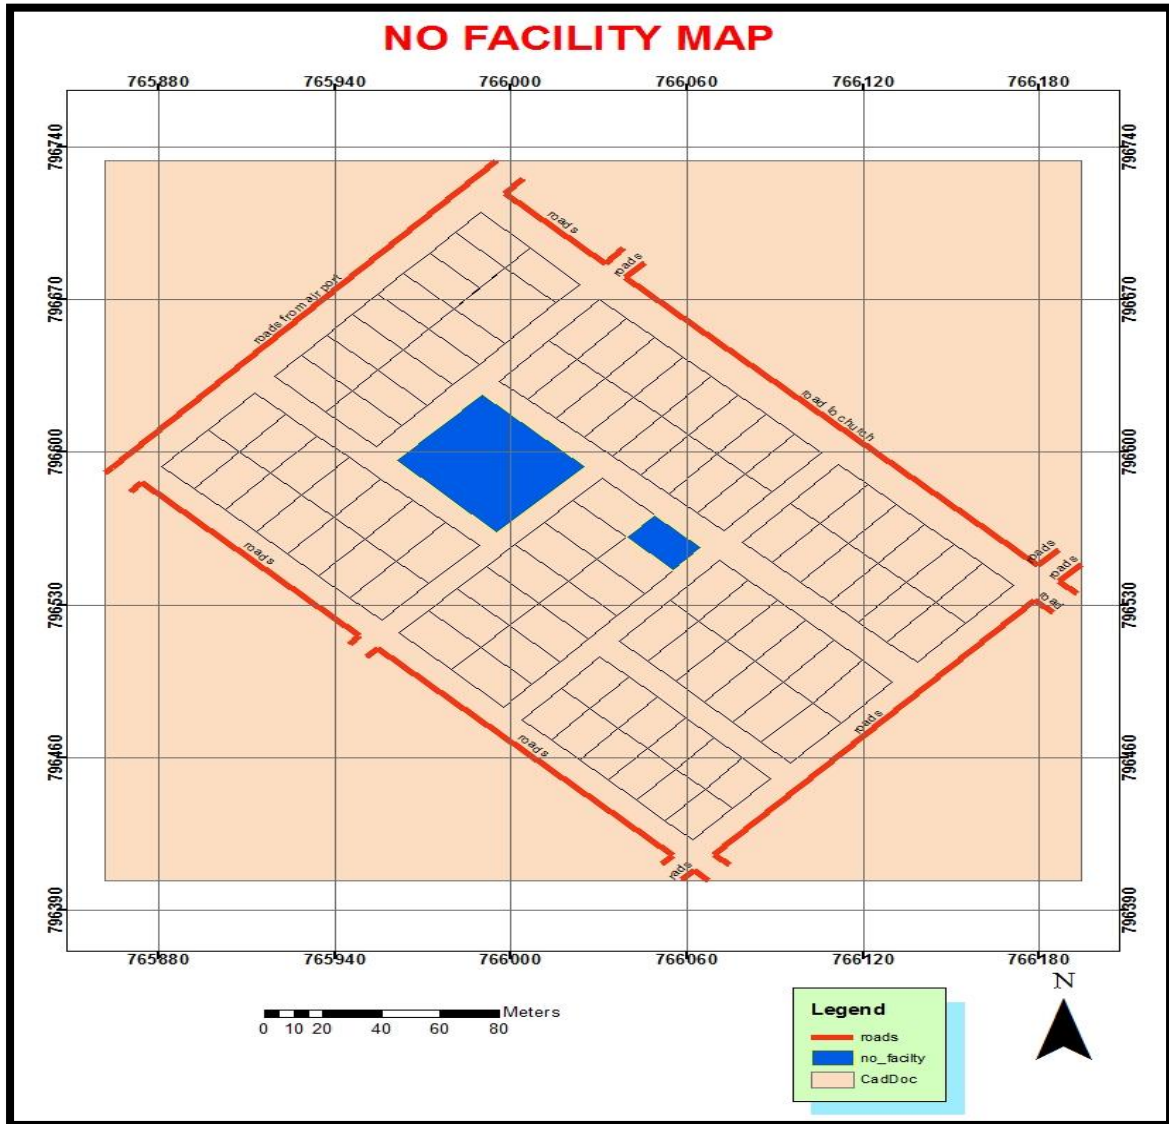 NO FACILITY MAP
765880 765940 766000 766060 766120 766180
796740 796740
roads
roads
roads from air port
796670 796670
road to church
796600 796600
roads
roads
roads
road
796530 796530
roads
roads
796460 796460
rads
796390 796390
765880 765940 766000 766060 766120 766180
N
Meters
0 10 20 40 60 80
Legend
roads
no_facilty
CadDoc